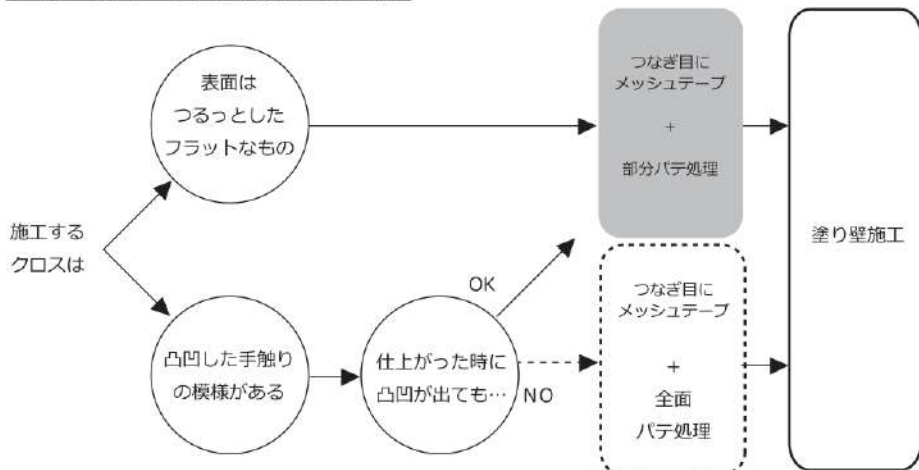 施工する
クロスは
表面は
つるっとした
フラットなもの
つなぎ目に
メッシュテープ
+
部分パテ処理
塗り壁施工
凸凹した手触り
の模様がある
仕上がった時に
凸凹が出ても…
OK
NO
つなぎ目に
メッシュテープ
+
全面
パテ処理